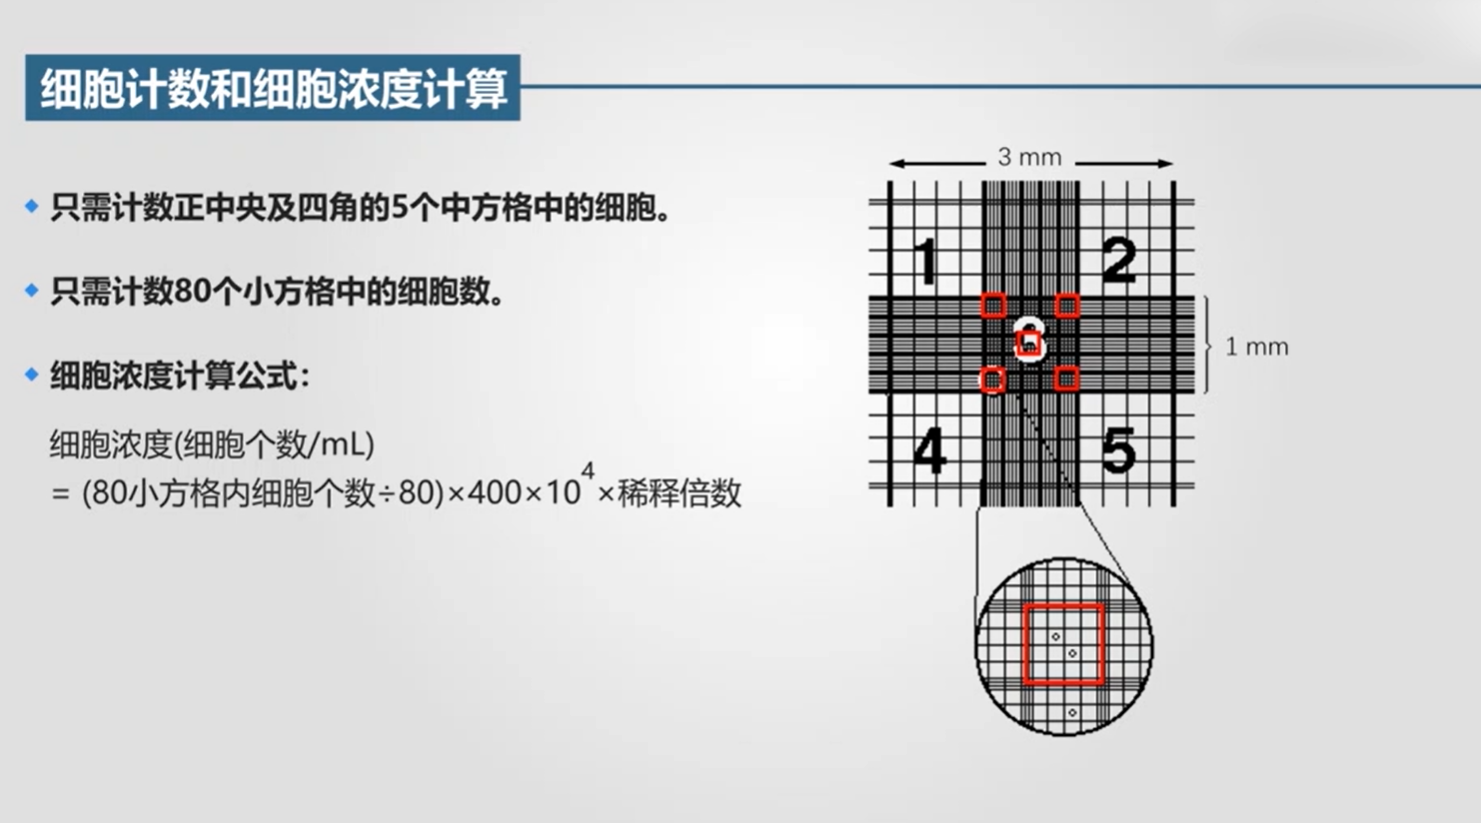 细胞计数和细胞浓度计算
只需计数正中央及四角的5个中方格中的细胞。
只需计数80个小方格中的细胞数。
细胞浓度计算公式：
细胞浓度(细胞个数/mL)
= (80小方格内细胞个数÷80)×400×10⁴×稀释倍数
3 mm
1
2
1 mm
4
5